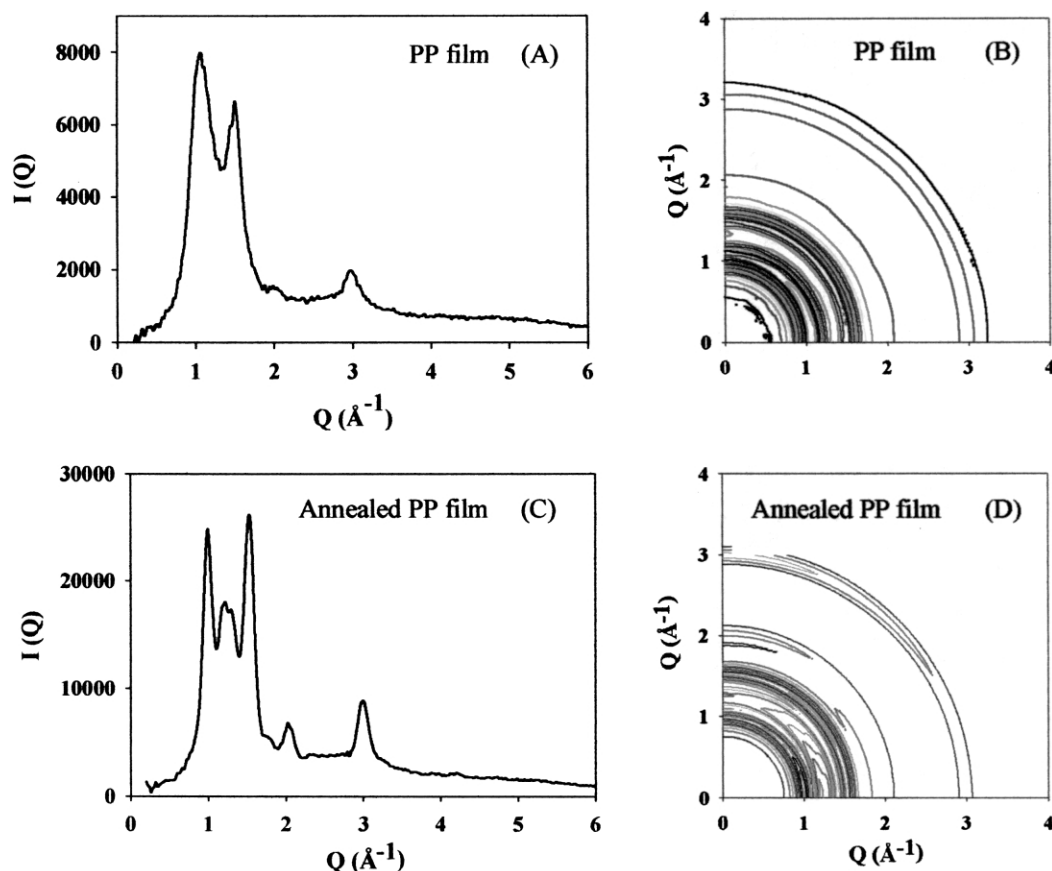 PP film (A)
8000
6000
4000
2000
0
I (Q)
0 1 2 3 4 5 6
Q (Å⁻¹)
PP film (B)
4
3
2
1
0
Q (Å⁻¹)
0 1 2 3 4
Annealed PP film (C)
30000
20000
10000
0
I (Q)
0 1 2 3 4 5 6
Q (Å⁻¹)
Annealed PP film (D)
4
3
2
1
0
Q (Å⁻¹)
0 1 2 3 4
Q (Å⁻¹)